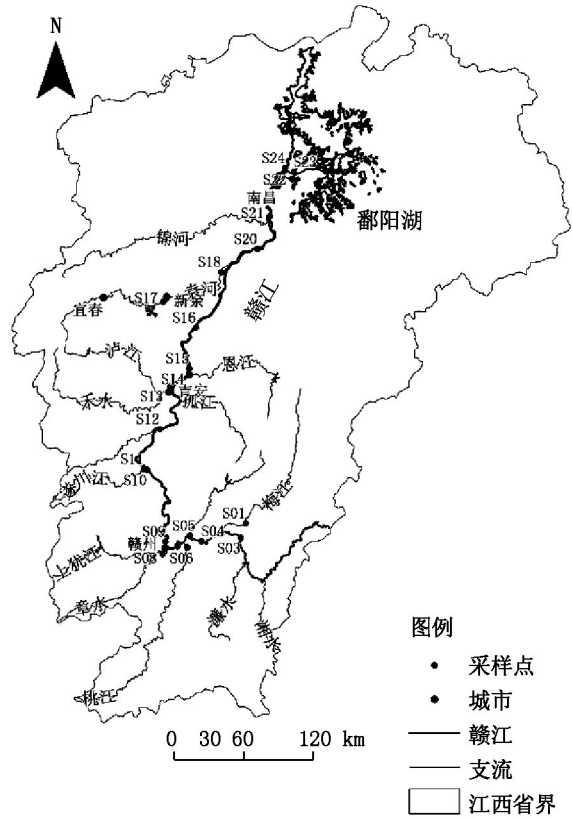 N
S24
S23
S22
南昌
S21
鄱阳湖
锦河
S20
S18
袁河
赣江
S17
新余
宜春
S16
泸江
S15
恩江
S14
吉安
S13
禾水
孤江
S12
S11
遂川江
S10
梅江
S01
S05
S09
S04
赣州
S03
S08
S06
上犹江
章水
濂水
湘水
桃江
图例
采样点
城市
赣江
支流
江西省界
0 30 60 120 km